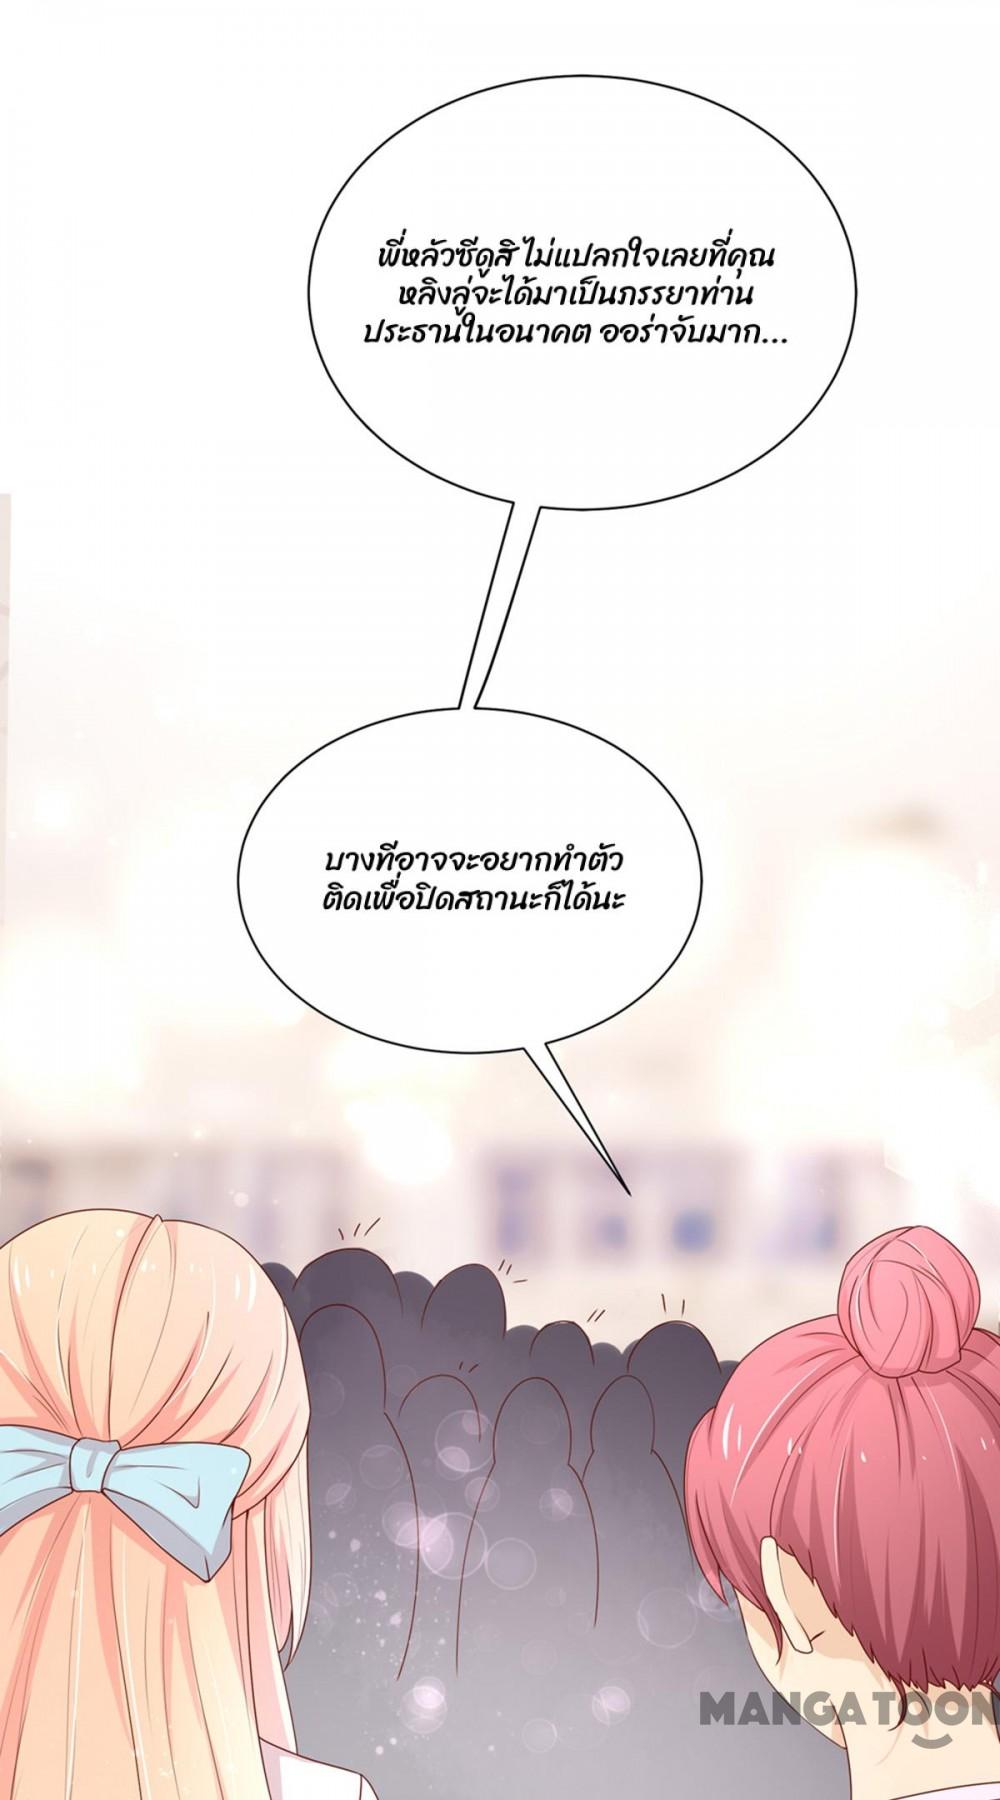 พี่หลัวซีดูสิ ไม่แปลกใจเลยที่คุณ
หลิงลู่จะได้มาเป็นภรรยาท่าน
ประธานในอนาคต ออร่าจับมาก...
บางทีอาจจะอยากทำตัว
ติดเพื่อปิดสถานะก็ได้นะ
MANGATOON